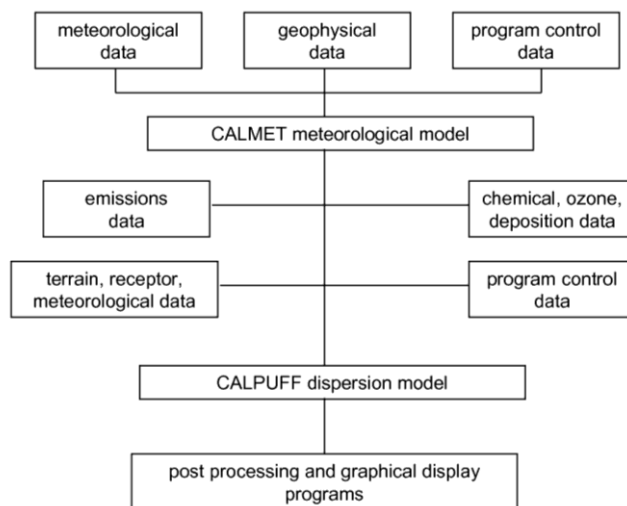 meteorological
data
geophysical
data
program control
data
CALMET meteorological model
emissions
data
chemical, ozone,
deposition data
terrain, receptor,
meteorological data
program control
data
CALPUFF dispersion model
post processing and graphical display
programs